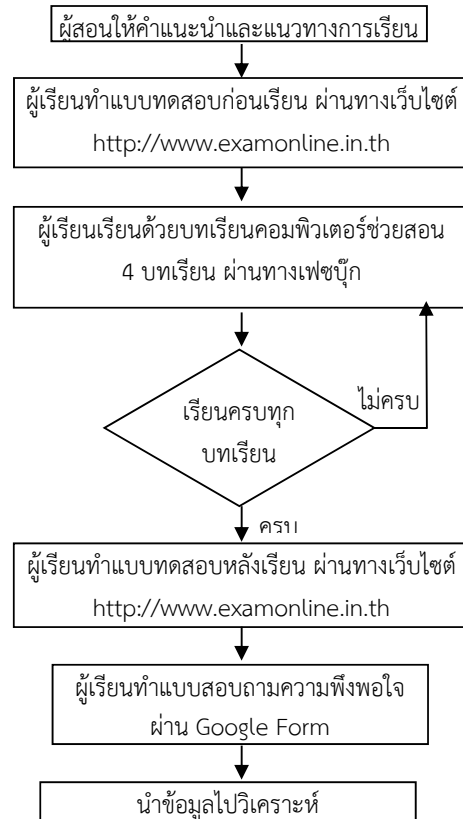 ผู้สอนให้คำแนะนำและแนวทางการเรียน
ผู้เรียนทำแบบทดสอบก่อนเรียน ผ่านทางเว็บไซต์
http://www.examonline.in.th
ผู้เรียนเรียนด้วยบทเรียนคอมพิวเตอร์ช่วยสอน
4 บทเรียน ผ่านทางเฟซบุ๊ก
ไม่ครบ
เรียนครบทุก
บทเรียน
ครบ
ผู้เรียนทำแบบทดสอบหลังเรียน ผ่านทางเว็บไซต์
http://www.examonline.in.th
ผู้เรียนทำแบบสอบถามความพึงพอใจ
ผ่าน Google Form
นำข้อมูลไปวิเคราะห์